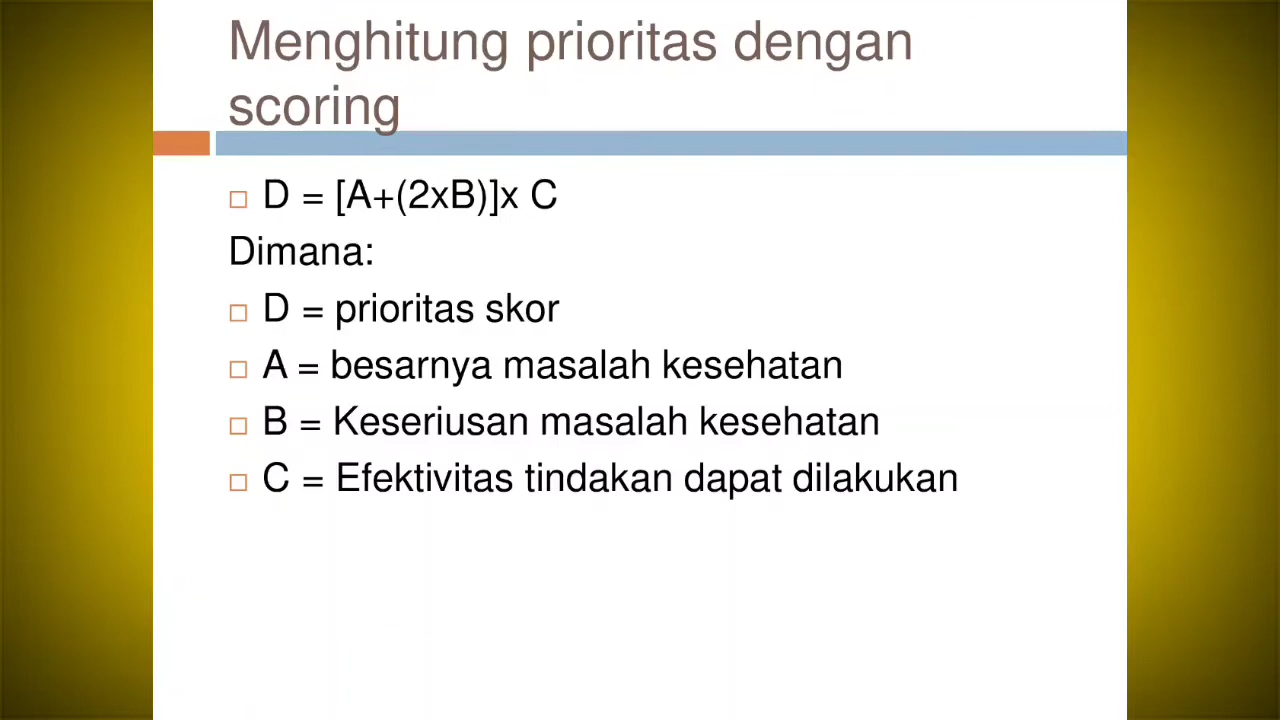 Menghitung prioritas dengan
scoring
D = [A+(2xB)]x C
Dimana:
D = prioritas skor
A = besarnya masalah kesehatan
B = Keseriusan masalah kesehatan
C = Efektivitas tindakan dapat dilakukan